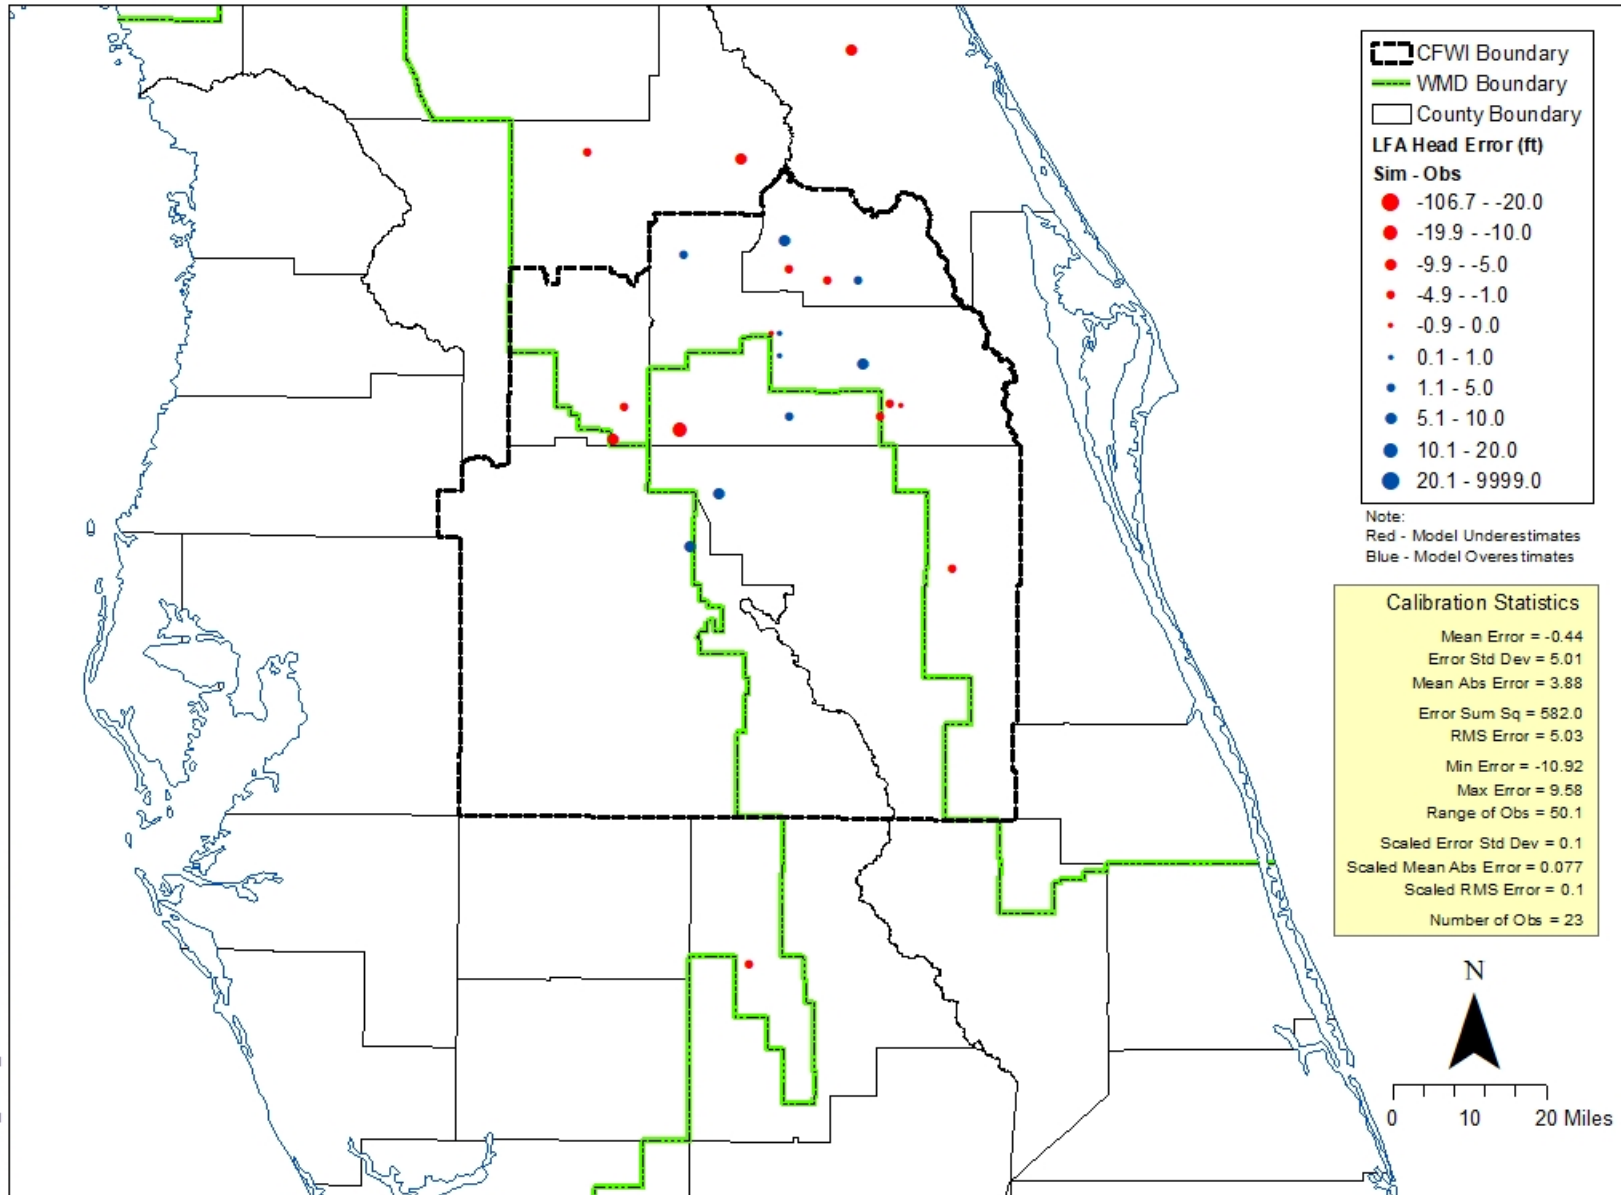 CFWI Boundary
WMD Boundary
County Boundary
LFA Head Error (ft)
Sim - Obs
-106.7 - -20.0
-19.9 - -10.0
-9.9 - -5.0
-4.9 - -1.0
-0.9 - 0.0
0.1 - 1.0
1.1 - 5.0
5.1 - 10.0
10.1 - 20.0
20.1 - 9999.0
Note:
Red - Model Underestimates
Blue - Model Overestimates
Calibration Statistics
Mean Error = -0.44
Error Std Dev = 5.01
Mean Abs Error = 3.88
Error Sum Sq = 582.0
RMS Error = 5.03
Min Error = -10.92
Max Error = 9.58
Range of Obs = 50.1
Scaled Error Std Dev = 0.1
Scaled Mean Abs Error = 0.077
Scaled RMS Error = 0.1
Number of Obs = 23
N
0 10 20 Miles